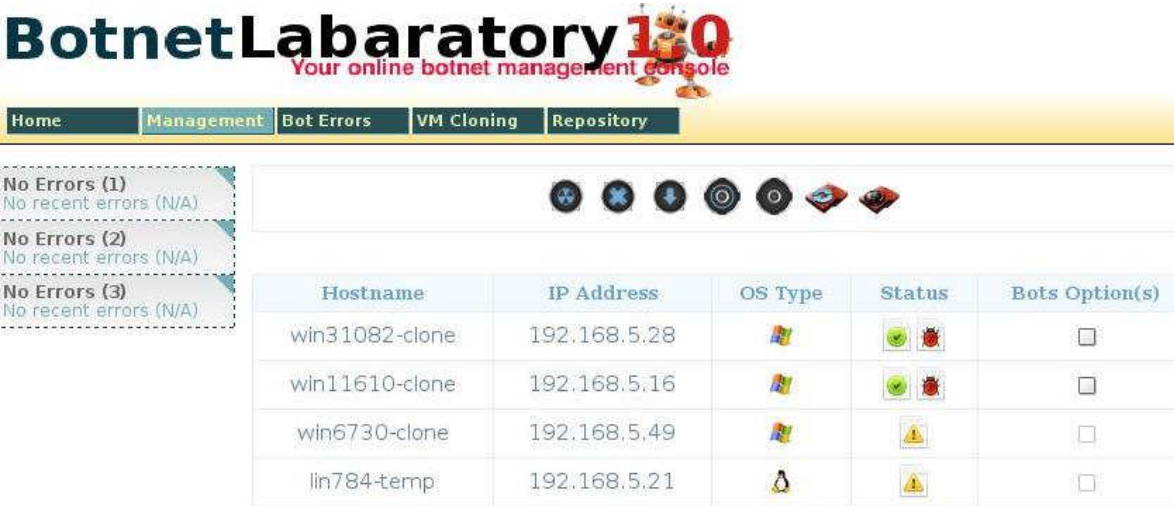 BotnetLabaratory1.0
Your online botnet management console
Home Management Bot Errors VM Cloning Repository
No Errors (1)
No recent errors (N/A)
No Errors (2)
No recent errors (N/A)
No Errors (3)
No recent errors (N/A)
Hostname IP Address OS Type Status Bots Option(s)
win31082-clone 192.168.5.28
win11610-clone 192.168.5.16
win6730-clone 192.168.5.49
lin784-temp 192.168.5.21